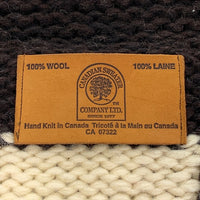 100% WOOL 100% LAINE
CANADIAN SWEATER
COMPANY LTD.
SINCE 1977
Hand Knit in Canada Tricoté à la Main au Canada
CA 67322